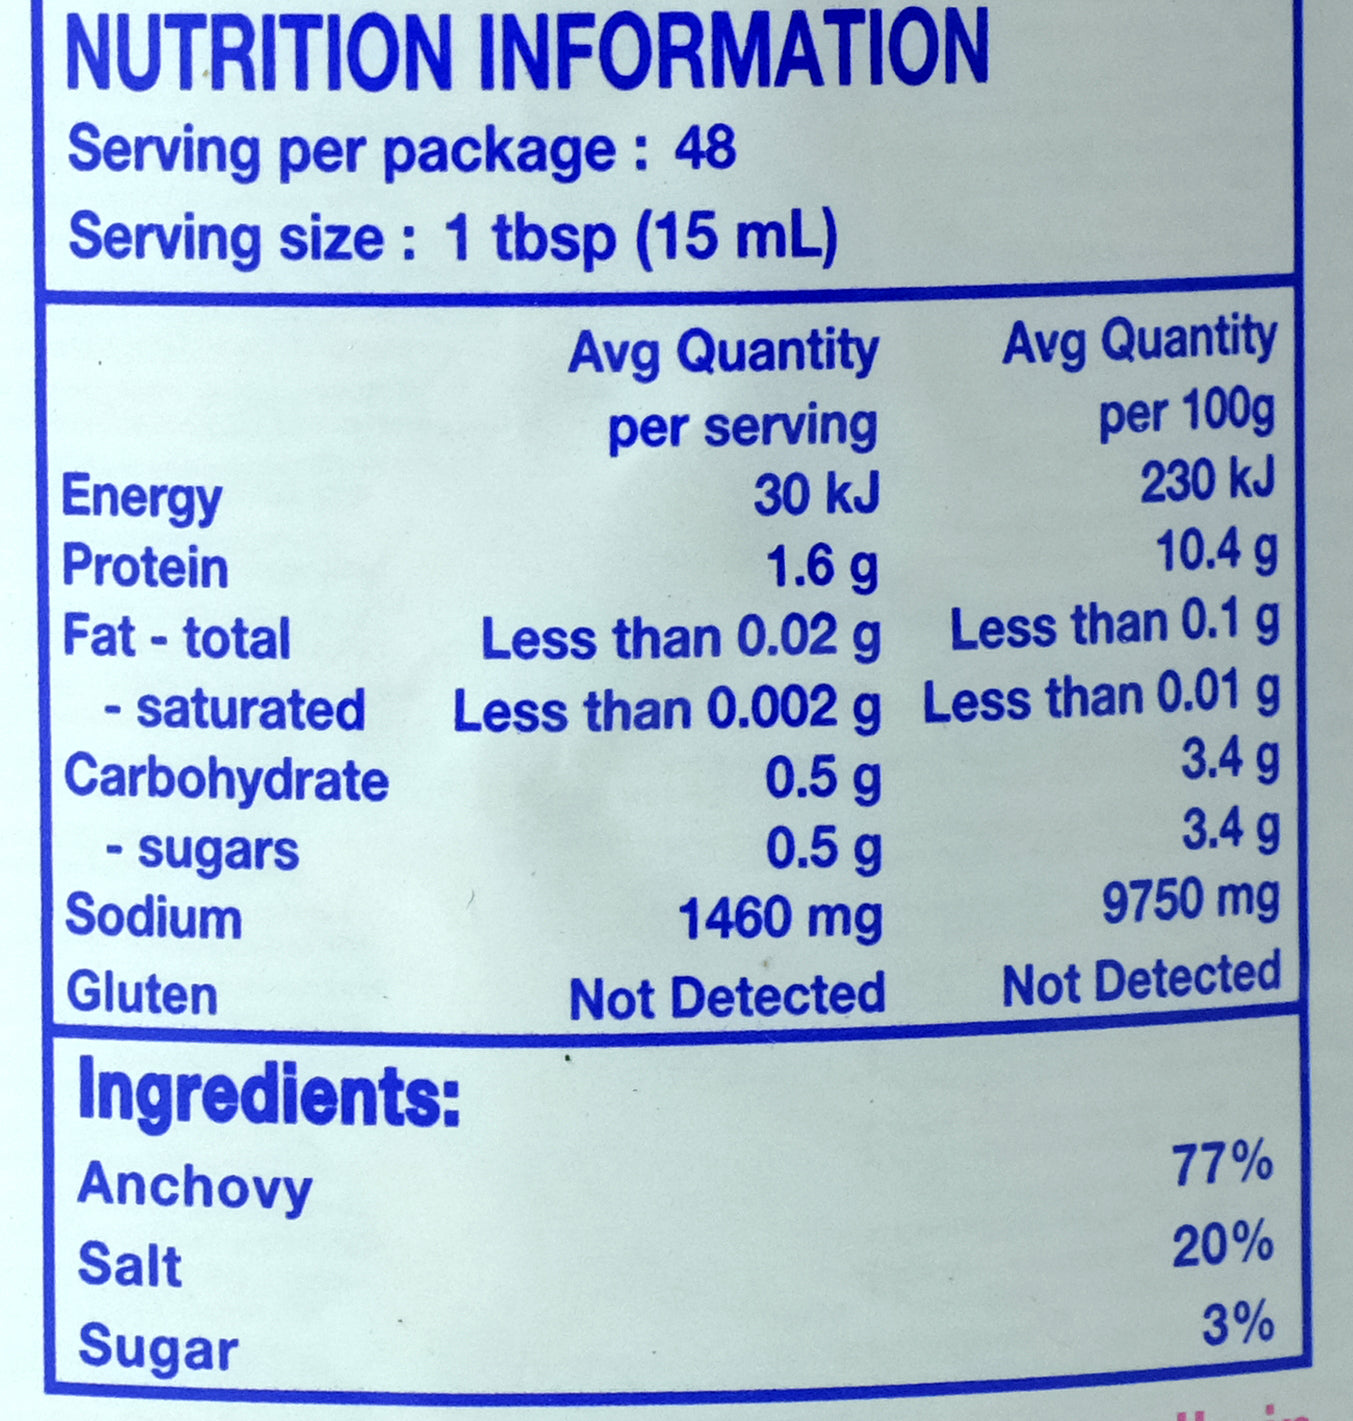 NUTRITION INFORMATION
Serving per package : 48
Serving size : 1 tbsp (15 mL)
Avg Quantity Avg Quantity
per serving per 100g
Energy 30 kJ 230 kJ
Protein 1.6 g 10.4 g
Fat - total Less than 0.02 g Less than 0.1 g
- saturated Less than 0.002 g Less than 0.01 g
Carbohydrate 0.5 g 3.4 g
- sugars 0.5 g 3.4 g
Sodium 1460 mg 9750 mg
Gluten Not Detected Not Detected
Ingredients:
Anchovy 77%
Salt 20%
Sugar 3%